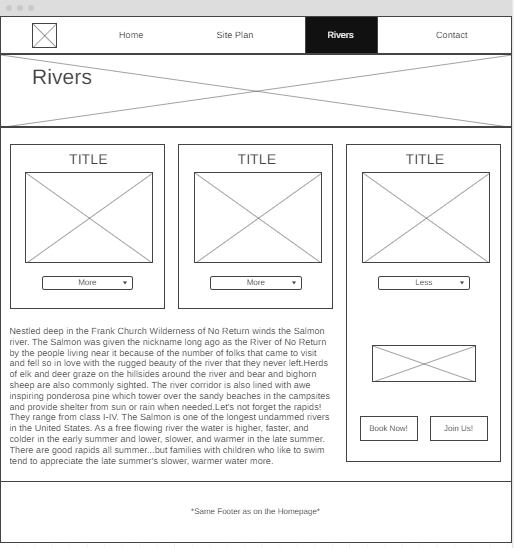 Home Site Plan Rivers Contact
Rivers
TITLE TITLE TITLE
More More Less
Nestled deep in the Frank Church Wilderness of No Return winds the Salmon
river. The Salmon was given the nickname long ago as the River of No Return
by the people living near it because of the number of folks that came to visit
and fell so in love with the rugged beauty of the river that they never left.Herds
of elk and deer graze on the hillsides around the river and bear and bighorn
sheep are also commonly sighted. The river corridor is also lined with awe
inspiring ponderosa pine which tower over the sandy beaches in the campsites
and provide shelter from sun or rain when needed.Let's not forget the rapids!
They range from class I-IV. The Salmon is one of the longest undammed rivers
in the United States. As a free flowing river the water is higher, faster, and
colder in the early summer and lower, slower, and warmer in the late summer.
There are good rapids all summer...but families with children who like to swim
tend to appreciate the late summer's slower, warmer water more.
Book Now! Join Us!
*Same Footer as on the Homepage*